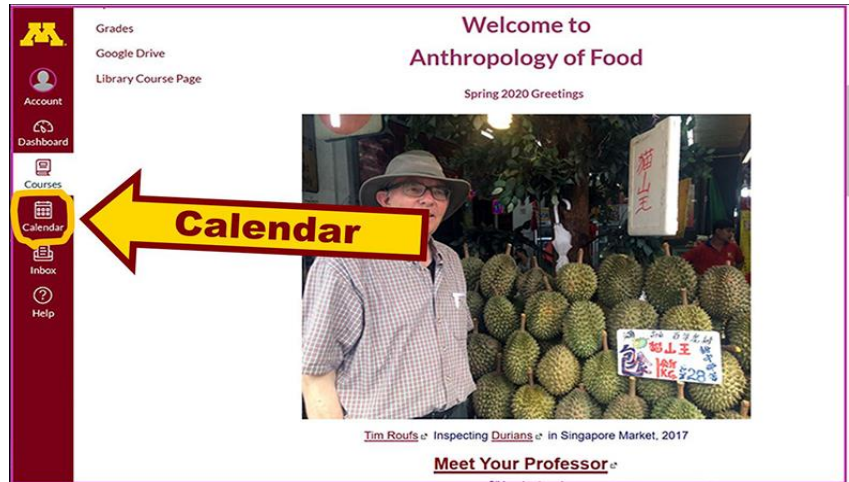 Grades
Google Drive
Library Course Page
Account
Dashboard
Courses
Calendar
Inbox
Help
Welcome to
Anthropology of Food
Spring 2020 Greetings
Calendar
猫山王
猫山王
包
1KG
28
Tim Roufs Inspecting Durians in Singapore Market, 2017
Meet Your Professor